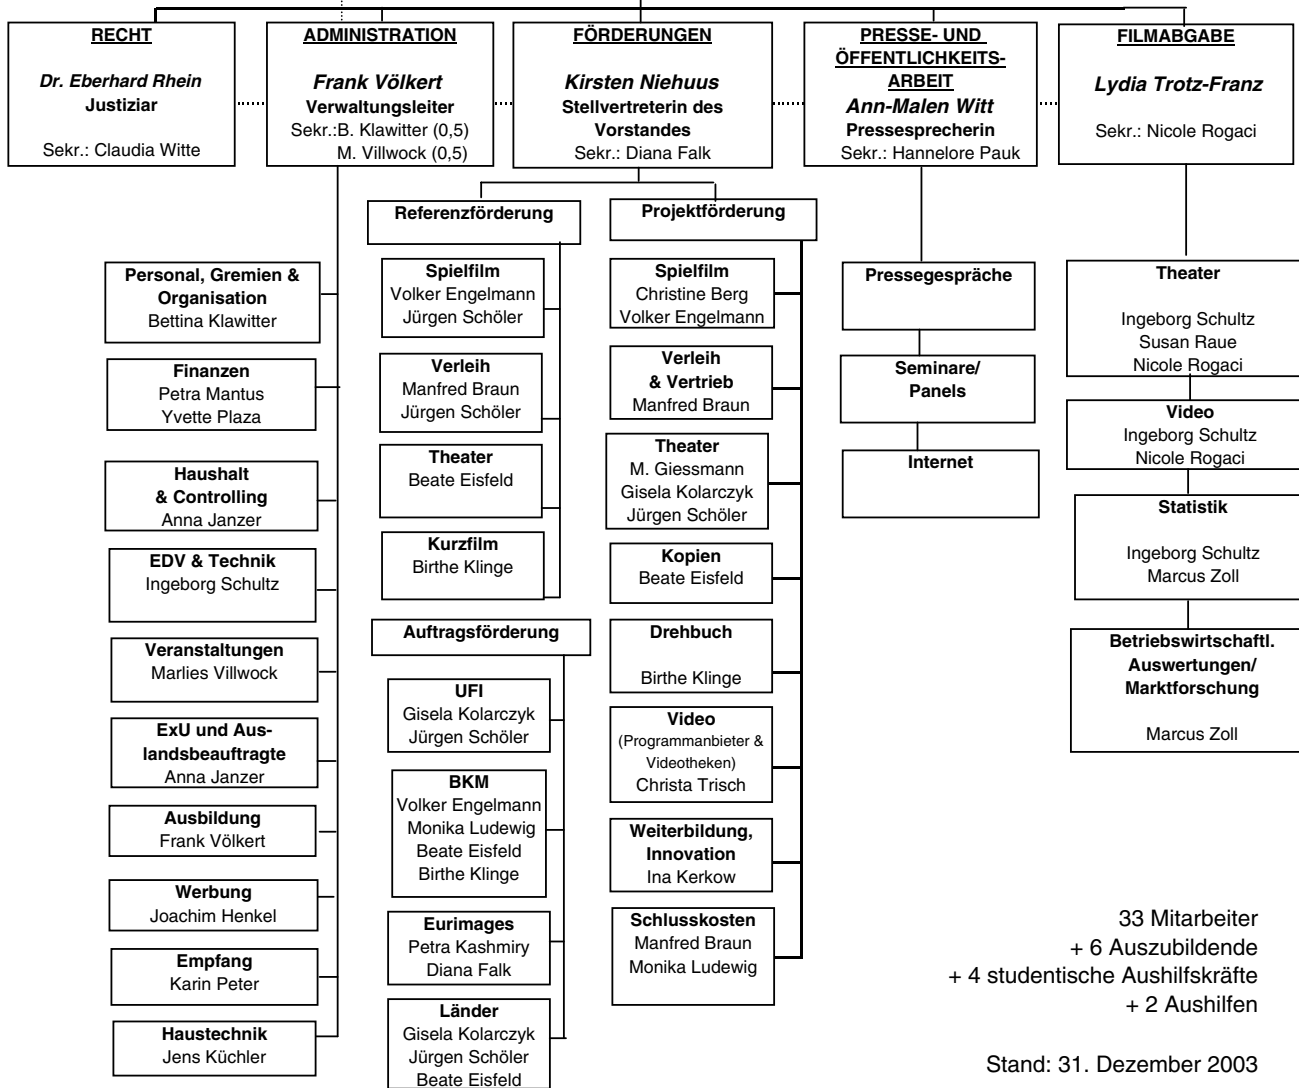 RECHT
Dr. Eberhard Rhein
Justiziar
Sekr.: Claudia Witte
ADMINISTRATION
Frank Völkert
Verwaltungsleiter
Sekr.:B. Klawitter (0,5)
M. Villwock (0,5)
FÖRDERUNGEN
Kirsten Niehuus
Stellvertreterin des
Vorstandes
Sekr.: Diana Falk
PRESSE- UND
ÖFFENTLICHKEITS-
ARBEIT
Ann-Malen Witt
Pressesprecherin
Sekr.: Hannelore Pauk
FILMABGABE
Lydia Trotz-Franz
Sekr.: Nicole Rogaci
Personal, Gremien &
Organisation
Bettina Klawitter
Finanzen
Petra Mantus
Yvette Plaza
Haushalt
& Controlling
Anna Janzer
EDV & Technik
Ingeborg Schultz
Veranstaltungen
Marlies Villwock
ExU und Aus-
landsbeauftragte
Anna Janzer
Ausbildung
Frank Völkert
Werbung
Joachim Henkel
Empfang
Karin Peter
Haustechnik
Jens Küchler
Referenzförderung
Spielfilm
Volker Engelmann
Jürgen Schöler
Verleih
Manfred Braun
Jürgen Schöler
Theater
Beate Eisfeld
Kurzfilm
Birthe Klinge
Auftragsförderung
UFI
Gisela Kolarczyk
Jürgen Schöler
BKM
Volker Engelmann
Monika Ludewig
Beate Eisfeld
Birthe Klinge
Eurimages
Petra Kashmiry
Diana Falk
Länder
Gisela Kolarczyk
Jürgen Schöler
Beate Eisfeld
Projektförderung
Spielfilm
Christine Berg
Volker Engelmann
Verleih
& Vertrieb
Manfred Braun
Theater
M. Giessmann
Gisela Kolarczyk
Jürgen Schöler
Kopien
Beate Eisfeld
Drehbuch
Birthe Klinge
Video
(Programmanbieter &
Videotheken)
Christa Trisch
Weiterbildung,
Innovation
Ina Kerkow
Schlusskosten
Manfred Braun
Monika Ludewig
Pressegespräche
Seminare/
Panels
Internet
Theater
Ingeborg Schultz
Susan Raue
Nicole Rogaci
Video
Ingeborg Schultz
Nicole Rogaci
Statistik
Ingeborg Schultz
Marcus Zoll
Betriebswirtschaftl.
Auswertungen/
Marktforschung
Marcus Zoll
33 Mitarbeiter
+ 6 Auszubildende
+ 4 studentische Aushilfskräfte
+ 2 Aushilfen
Stand: 31. Dezember 2003